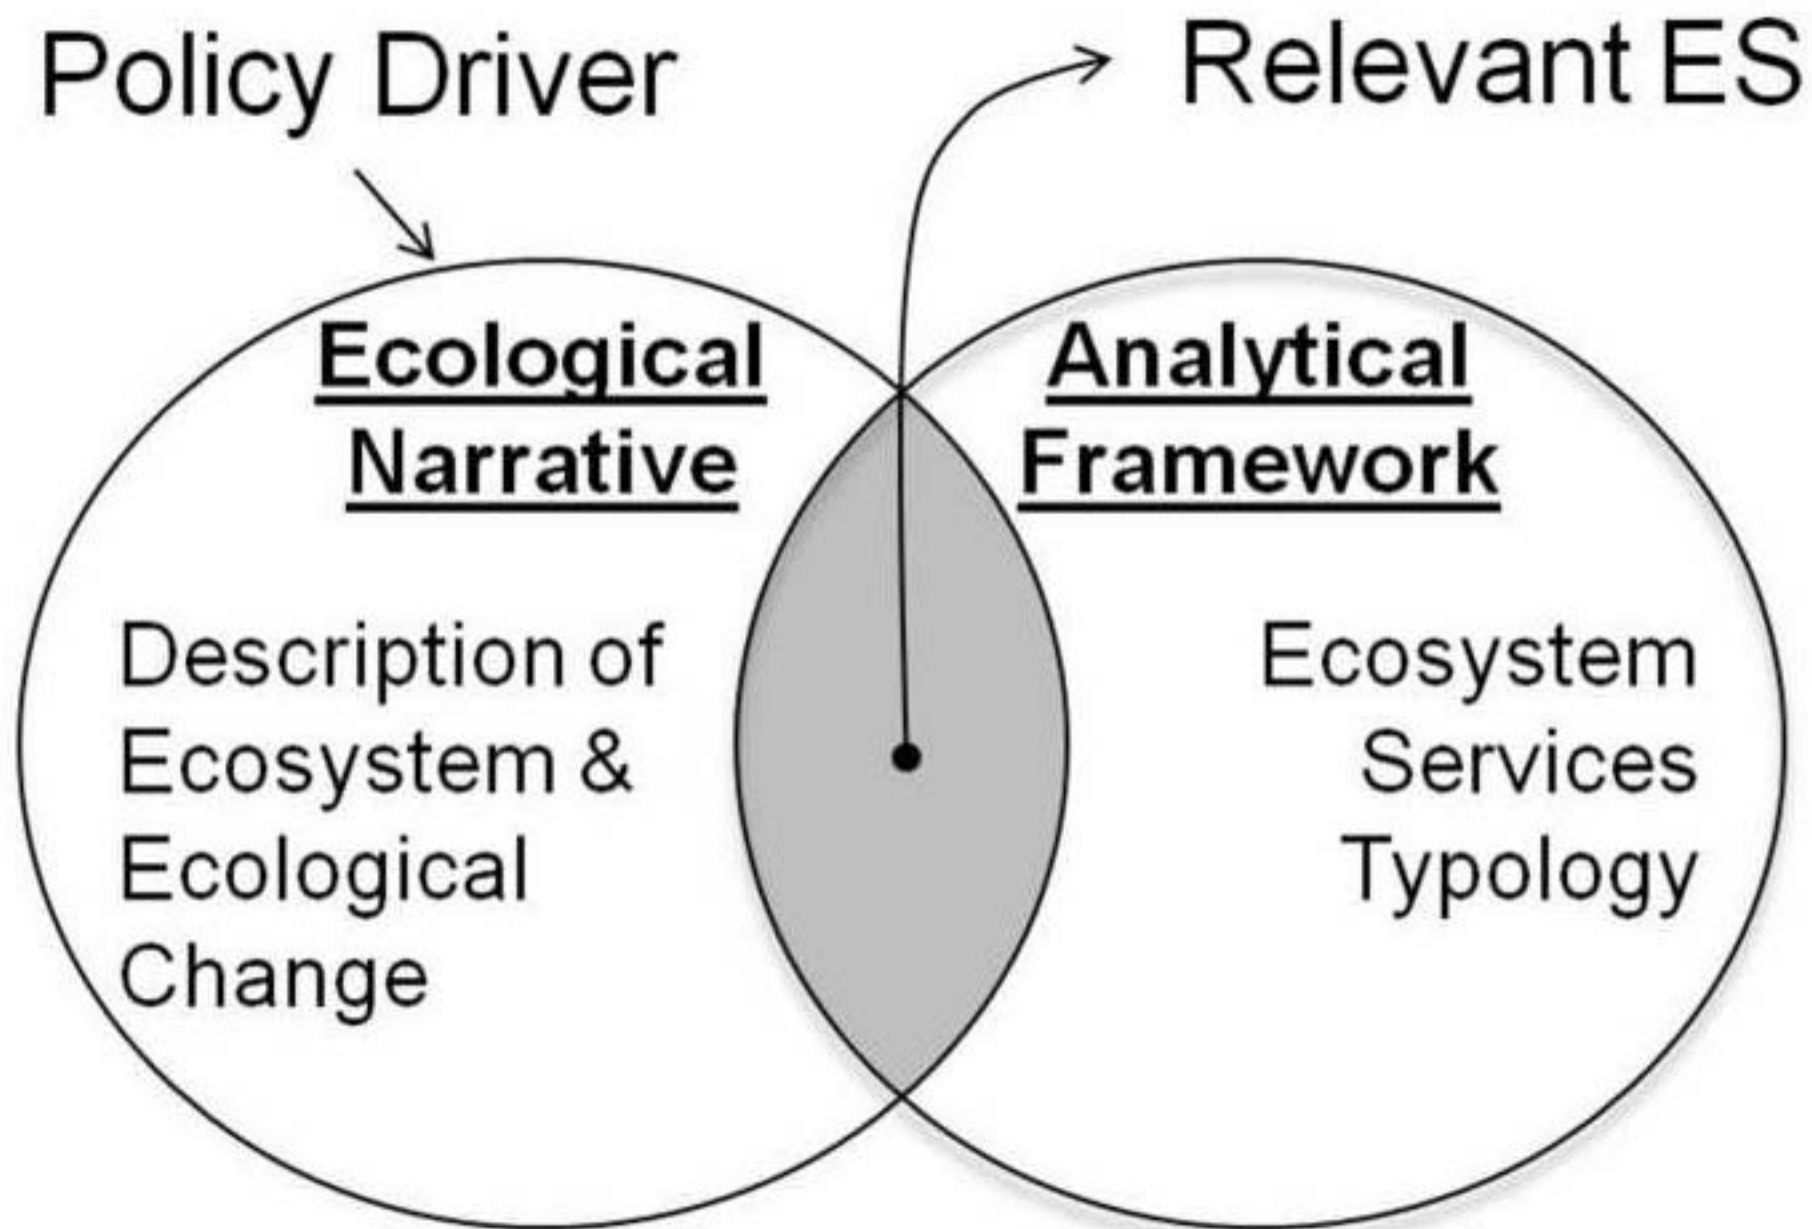 Policy Driver
Relevant ES
Ecological
Narrative
Description of
Ecosystem &
Ecological
Change
Analytical
Framework
Ecosystem
Services
Typology